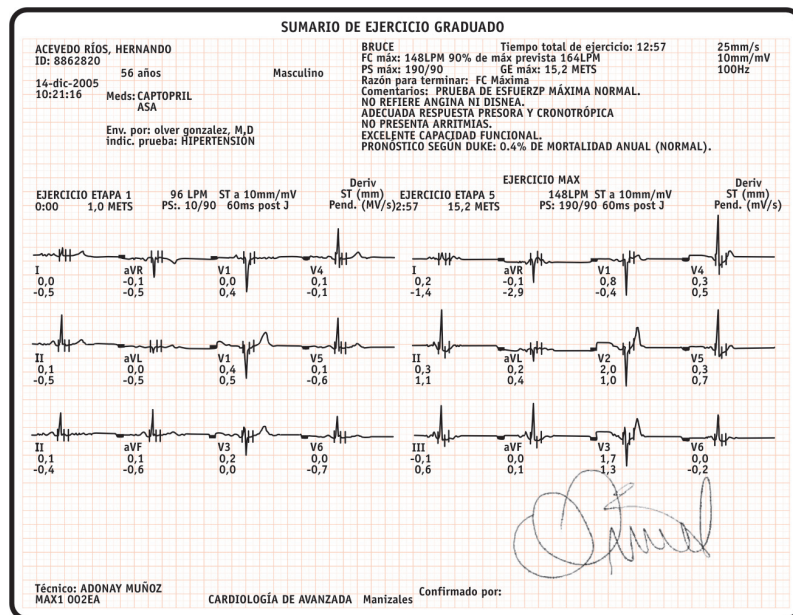 SUMARIO DE EJERCICIO GRADUADO
ACEVEDO RÍOS, HERNANDO
ID: 8862820
56 años Masculino
14-dic-2005
10:21:16
Meds: CAPTOPRIL
ASA
Env. por: olver gonzalez, M,D
indic. prueba: HIPERTENSIÓN
BRUCE Tiempo total de ejercicio: 12:57
FC máx: 148LPM 90% de máx prevista 164LPM
PS máx: 190/90 GE máx: 15,2 METS
Razón para terminar: FC Máxima
Comentarios: PRUEBA DE ESFUERZP MÁXIMA NORMAL.
NO REFIERE ANGINA NI DISNEA.
ADECUADA RESPUESTA PRESORA Y CRONOTRÓPICA
NO PRESENTA ARRITMIAS.
EXCELENTE CAPACIDAD FUNCIONAL.
PRONÓSTICO SEGÚN DUKE: 0.4% DE MORTALIDAD ANUAL (NORMAL).
25mm/s
10mm/mV
100Hz
EJERCICIO ETAPA 1 96 LPM ST a 10mm/mV
0:00 1,0 METS PS:. 10/90 60ms post J
Deriv
ST (mm)
Pend. (MV/s)
EJERCICIO MAX
EJERCICIO ETAPA 5 148LPM ST a 10mm/mV
2:57 15,2 METS PS: 190/90 60ms post J
Deriv
ST (mm)
Pend. (mV/s)
I aVR V1 V4 I aVR V1 V4
0,0 -0,1 0,0 0,1 0,2 -0,1 0,8 0,3
-0,5 -0,5 0,4 -0,1 -1,4 -2,9 -0,4 0,5
II aVL V1 V5 II aVL V2 V5
0,1 0,0 0,4 0,1 0,3 0,2 2,0 0,3
-0,5 -0,5 0,5 -0,6 1,1 0,4 1,0 0,7
II aVF V3 V6 III aVF V3 V6
0,1 0,1 0,2 0,0 -0,1 0,0 1,7 0,0
-0,4 -0,6 0,0 -0,7 0,6 0,1 1,3 -0,2
Técnico: ADONAY MUÑOZ
MAX1 002EA
CARDIOLOGÍA DE AVANZADA Manizales
Confirmado por: